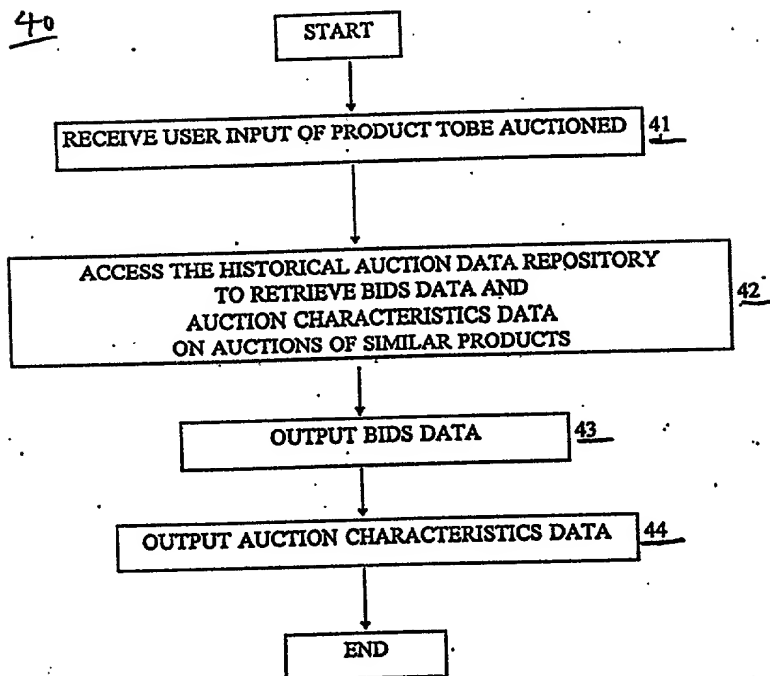 40
START
RECEIVE USER INPUT OF PRODUCT TOBE AUCTIONED
41
ACCESS THE HISTORICAL AUCTION DATA REPOSITORY
TO RETRIEVE BIDS DATA AND
AUCTION CHARACTERISTICS DATA
ON AUCTIONS OF SIMILAR PRODUCTS
42
OUTPUT BIDS DATA
43
OUTPUT AUCTION CHARACTERISTICS DATA
44
END